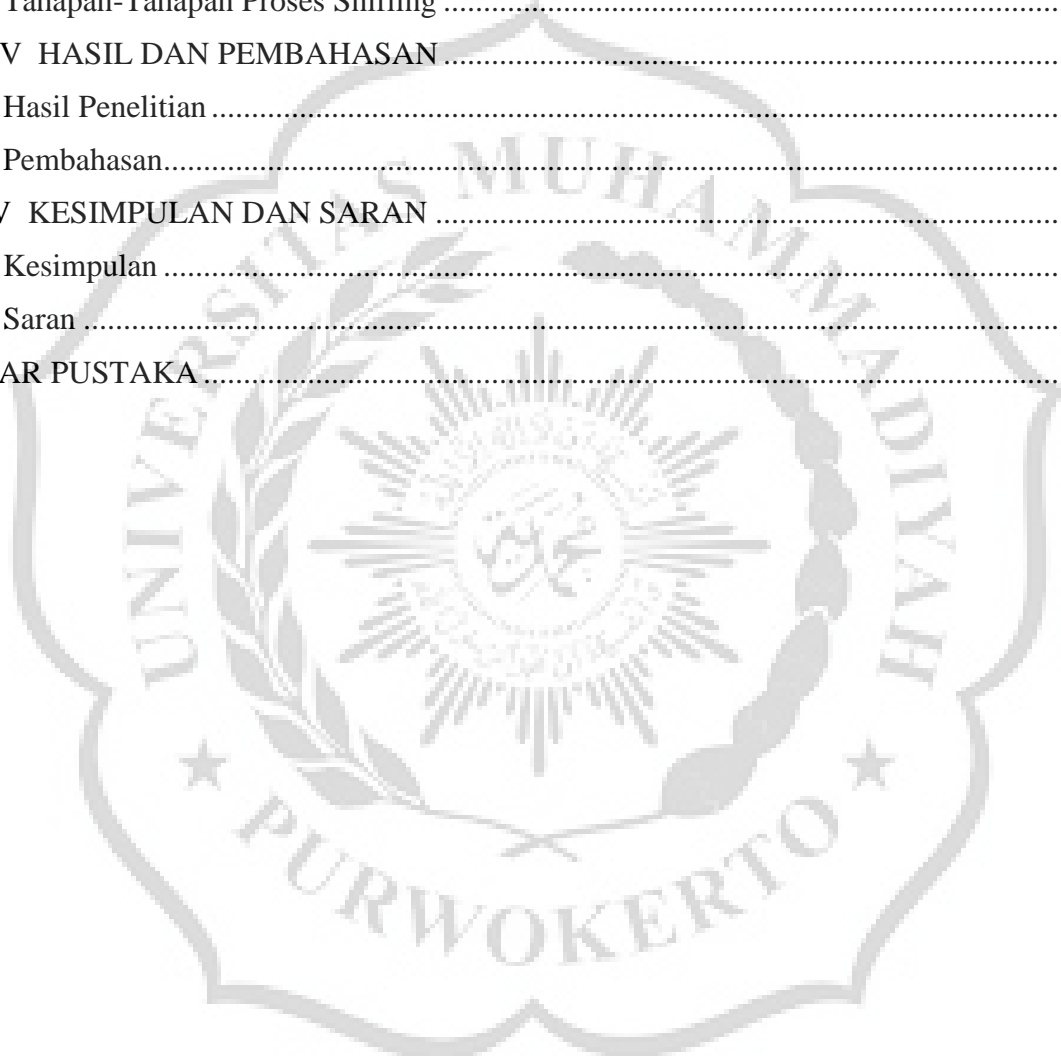 Tahapan-Tahapan Proses
V HASIL DAN PEMBAHASAN
Hasil Penelitian
Pembahasan
V KESIMPULAN DAN SARAN
Kesimpulan
Saran
AR PUSTAKA
UNIVERSITAS MUHAMMADIYAH
★ PURWOKERTO ★